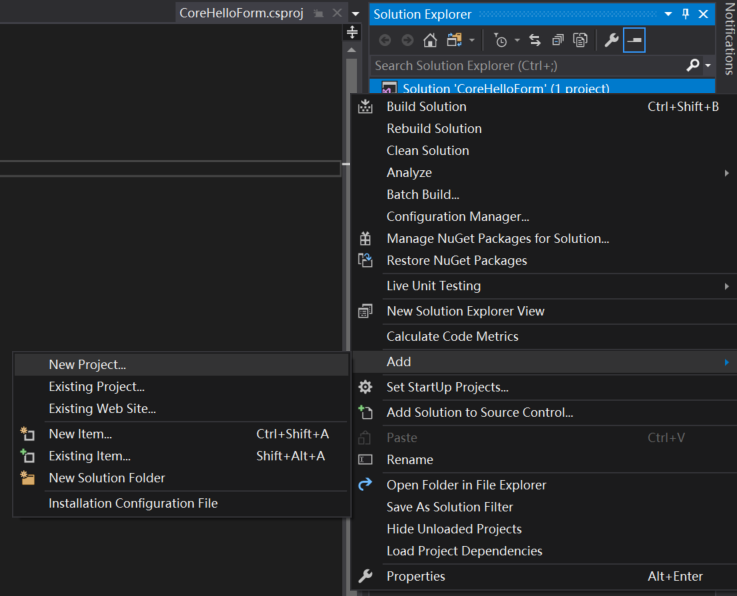 CoreHelloForm.csproj
Solution Explorer
Notifications
Search Solution Explorer (Ctrl+;)
Solution 'CoreHelloForm' (1 project)
Build Solution Ctrl+Shift+B
Rebuild Solution
Clean Solution
Analyze
Batch Build...
Configuration Manager...
Manage NuGet Packages for Solution...
Restore NuGet Packages
Live Unit Testing
New Solution Explorer View
Calculate Code Metrics
Add
Set StartUp Projects...
Add Solution to Source Control...
Paste Ctrl+V
Rename
Open Folder in File Explorer
Save As Solution Filter
Hide Unloaded Projects
Load Project Dependencies
Properties Alt+Enter
New Project...
Existing Project...
Existing Web Site...
New Item... Ctrl+Shift+A
Existing Item... Shift+Alt+A
New Solution Folder
Installation Configuration File